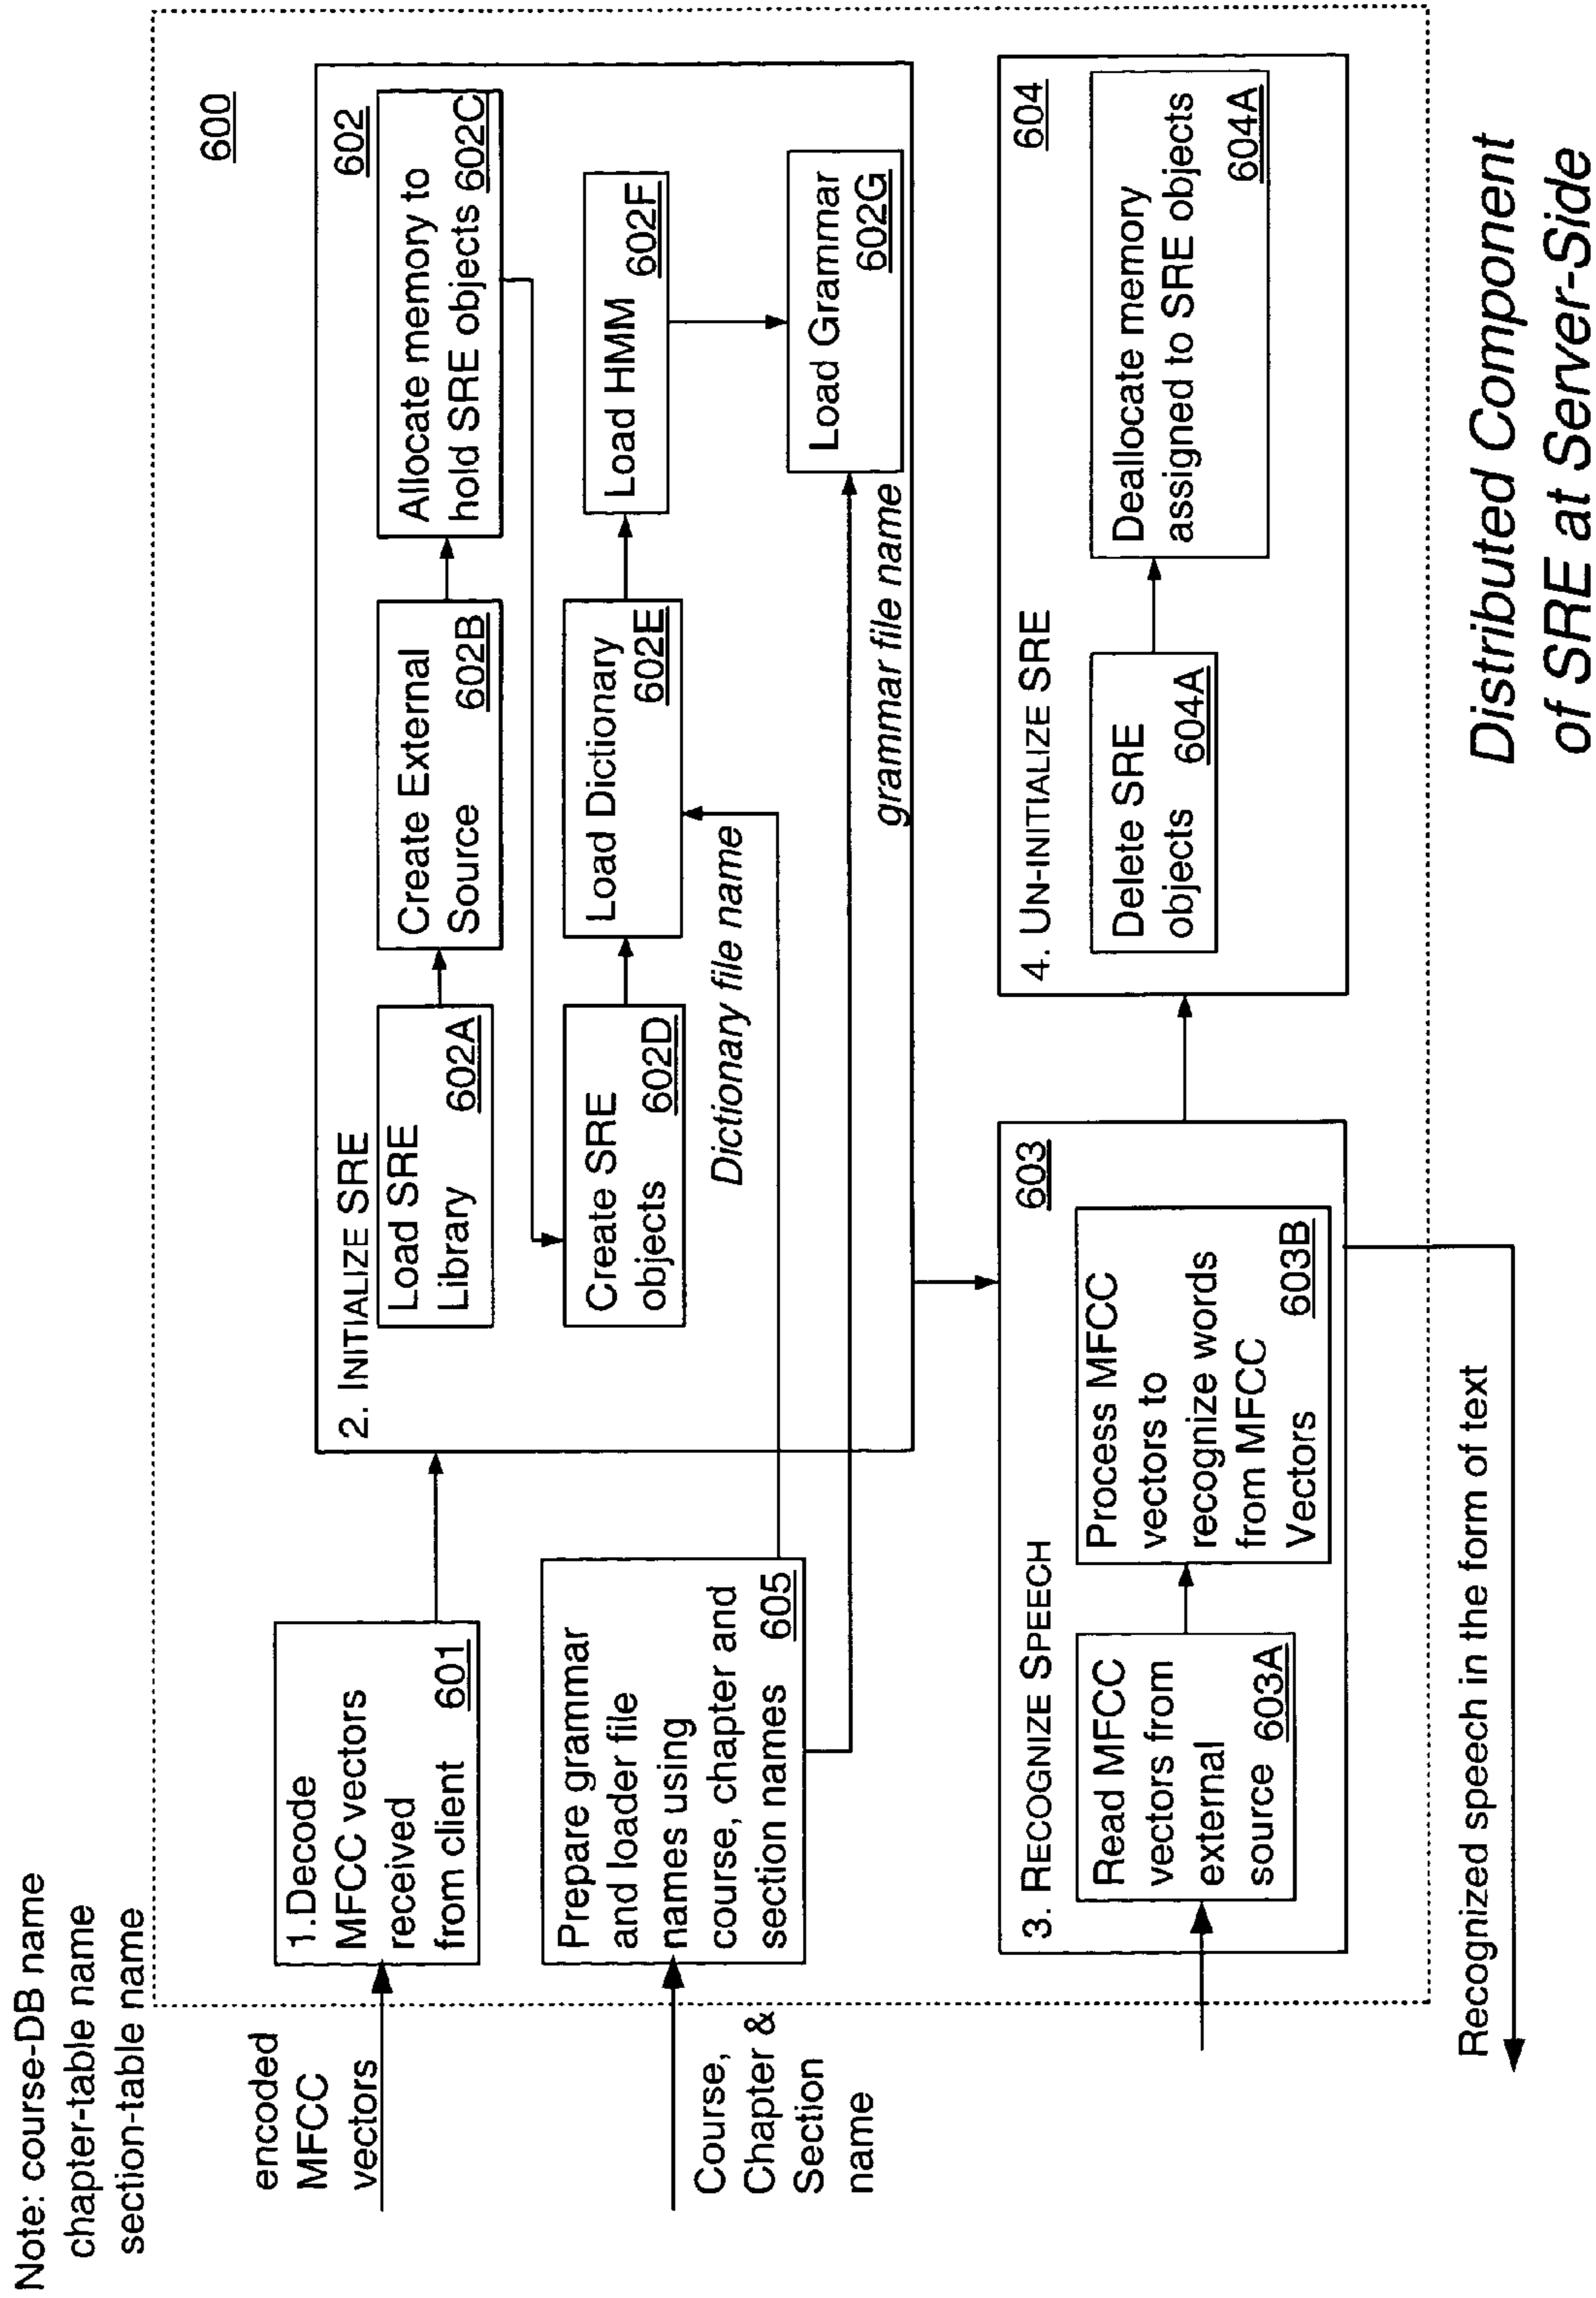 Note: course-DB name
chapter-table name
section-table name
600
encoded
MFCC
vectors
1.Decode
MFCC vectors
received
from client 601
2. INITIALIZE SRE
602
Load SRE
Library 602A
Create External
Source 602B
Allocate memory to
hold SRE objects 602C
Create SRE
objects 602D
Load Dictionary
602E
Load HMM
602F
Load Grammar
602G
Dictionary file name
grammar file name
Course,
Chapter &
Section
name
Prepare grammar
and loader file
names using
course, chapter and
section names 605
3. RECOGNIZE SPEECH
603
Read MFCC
vectors from
external
source 603A
Process MFCC
vectors to
recognize words
from MFCC
Vectors 603B
4. UN-INITIALIZE SRE
604
Delete SRE
objects 604A
Deallocate memory
assigned to SRE objects
604A
Recognized speech in the form of text
Distributed Component
of SRE at Server-Side